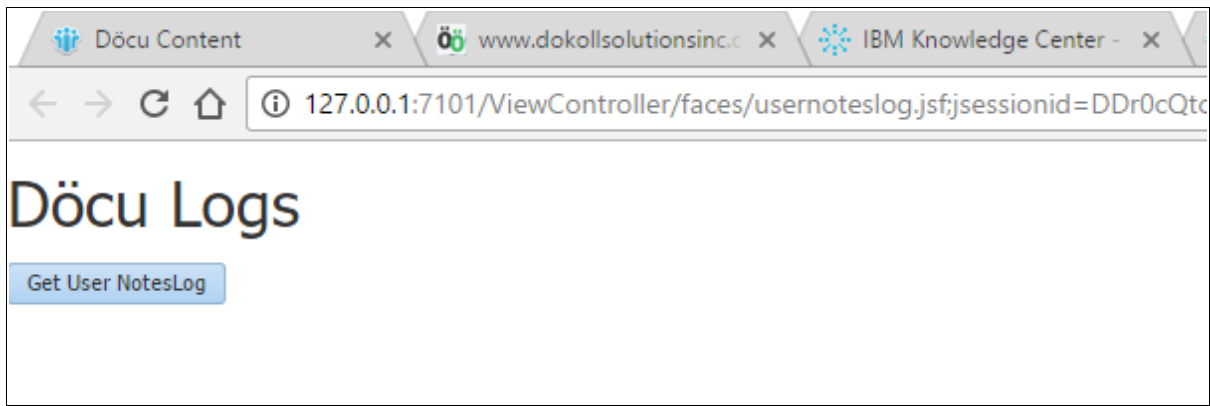 Döcu Content
www.dokollsolutionsinc.c
IBM Knowledge Center -
127.0.0.1:7101/ViewController/faces/usernoteslog.jsf;jsessionid=DDr0cQtc
Döcu Logs
Get User NotesLog